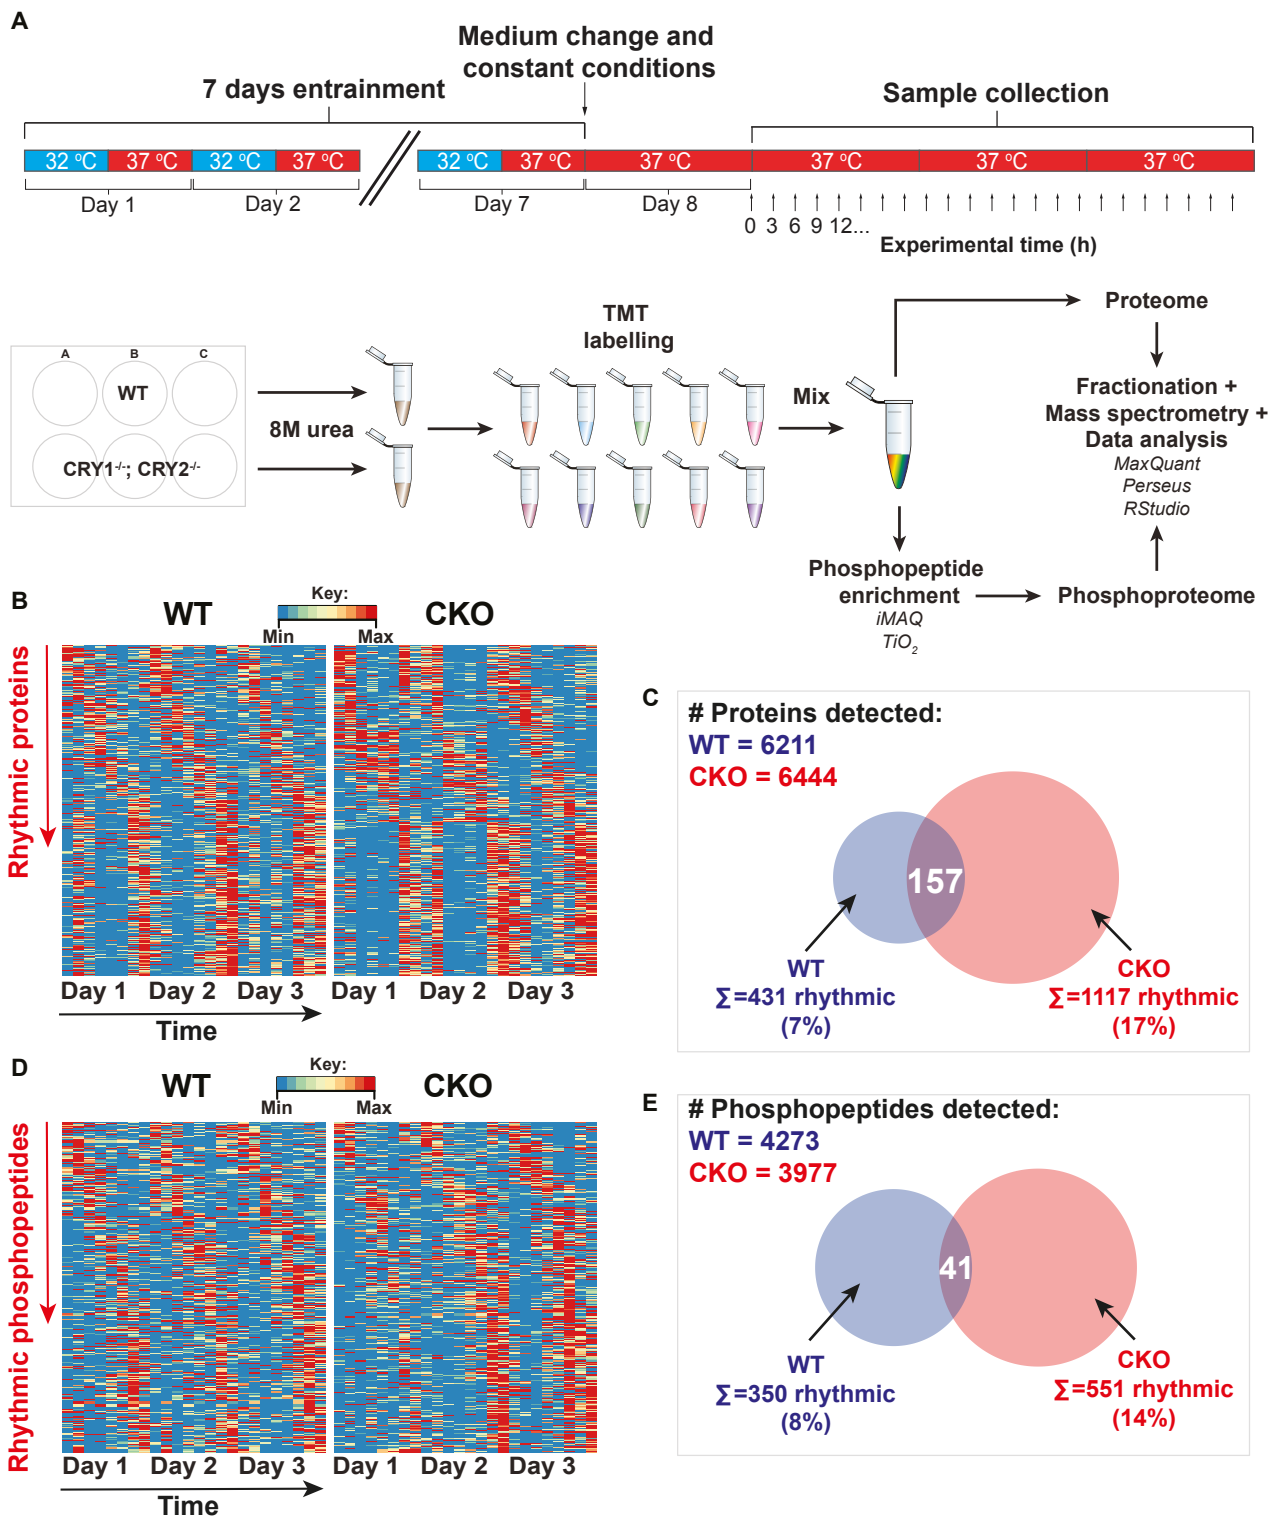 A
Medium change and
constant conditions
7 days entrainment
Sample collection
32 °C 37 °C 32 °C 37 °C 32 °C 37 °C 37 °C 37 °C 37 °C 37 °C
Day 1 Day 2 Day 7 Day 8
0 3 6 9 12...
Experimental time (h)
A B C
WT
CRY1-/-; CRY2-/-
8M urea
TMT
labelling
Mix
Proteome
Fractionation +
Mass spectrometry +
Data analysis
MaxQuant
Perseus
RStudio
Phosphopeptide
enrichment
iMAQ
TiO2
Phosphoproteome
B
WT
Key:
Min Max
CKO
Rhythmic proteins
Day 1 Day 2 Day 3 Day 1 Day 2 Day 3
Time
C
# Proteins detected:
WT = 6211
CKO = 6444
157
WT
Σ=431 rhythmic
(7%)
CKO
Σ=1117 rhythmic
(17%)
D
WT
Key:
Min Max
CKO
Rhythmic phosphopeptides
Day 1 Day 2 Day 3 Day 1 Day 2 Day 3
Time
E
# Phosphopeptides detected:
WT = 4273
CKO = 3977
41
WT
Σ=350 rhythmic
(8%)
CKO
Σ=551 rhythmic
(14%)